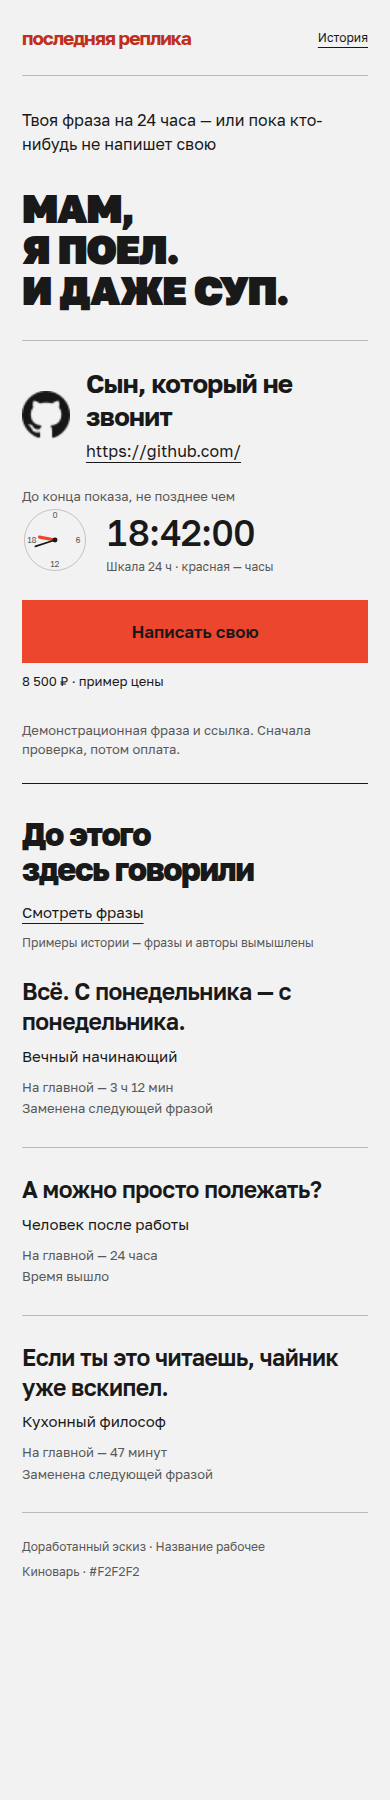 последняя реплика
История
Твоя фраза на 24 часа — или пока кто-
нибудь не напишет свою
МАМ,
Я ПОЕЛ.
И ДАЖЕ СУП.
Сын, который не
звонит
https://github.com/
До конца показа, не позднее чем
0
18
6
12
18:42:00
Шкала 24 ч · красная — часы
Написать свою
8 500 ₽ · пример цены
Демонстрационная фраза и ссылка. Сначала
проверка, потом оплата.
До этого
здесь говорили
Смотреть фразы
Примеры истории — фразы и авторы вымышлены
Всё. С понедельника — с
понедельника.
Вечный начинающий
На главной — 3 ч 12 мин
Заменена следующей фразой
А можно просто полежать?
Человек после работы
На главной — 24 часа
Время вышло
Если ты это читаешь, чайник
уже вскипел.
Кухонный философ
На главной — 47 минут
Заменена следующей фразой
Доработанный эскиз · Название рабочее
Киноварь · #F2F2F2